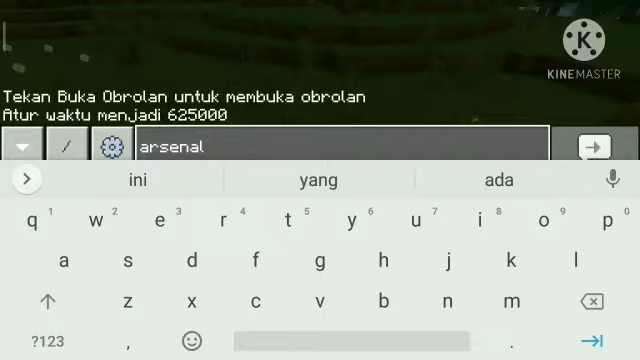 K
KINEMASTER
Tekan Buka Obrolan untuk membuka obrolan
Atur waktu menjadi 625000
/ arsenal
ini yang ada
q 1 w 2 e 3 r 4 t 5 y 6 u 7 i 8 o 9 p 0
a s d f g h j k l
z x c v b n m
?123 , .